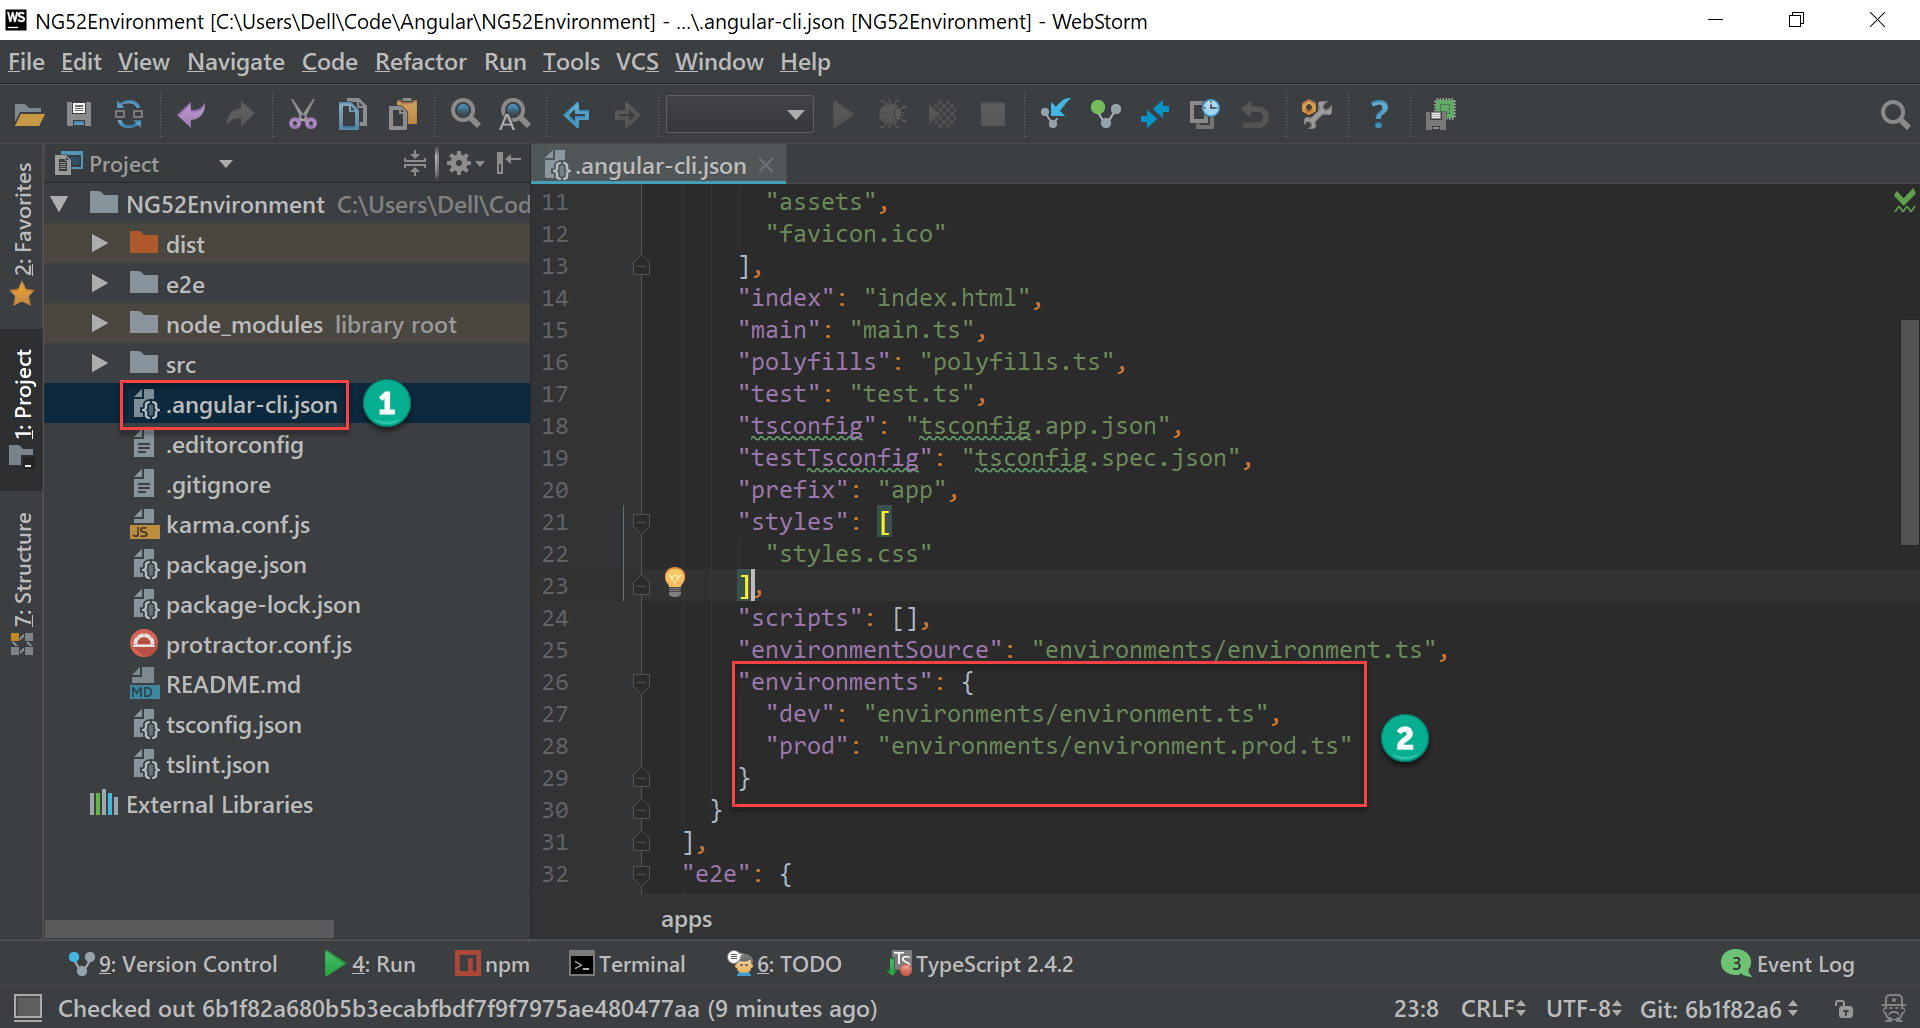 WS NG52Environment [C:\Users\Dell\Code\Angular\NG52Environment] - ...\.angular-cli.json [NG52Environment] - WebStorm
File Edit View Navigate Code Refactor Run Tools VCS Window Help
Project
.angular-cli.json
2: Favorites
1: Project
7: Structure
NG52Environment C:\Users\Dell\Cod
dist
e2e
node_modules library root
src
.angular-cli.json 1
.editorconfig
.gitignore
JS karma.conf.js
package.json
package-lock.json
protractor.conf.js
MD README.md
tsconfig.json
tslint.json
External Libraries
11 "assets",
12 "favicon.ico"
13 ],
14 "index": "index.html",
15 "main": "main.ts",
16 "polyfills": "polyfills.ts",
17 "test": "test.ts",
18 "tsconfig": "tsconfig.app.json",
19 "testTsconfig": "tsconfig.spec.json",
20 "prefix": "app",
21 "styles": [
22 "styles.css"
23 ],
24 "scripts": [],
25 "environmentSource": "environments/environment.ts",
26 "environments": {
27 "dev": "environments/environment.ts",
28 "prod": "environments/environment.prod.ts"
2
29 }
30 }
31 ],
32 "e2e": {
apps
9: Version Control 4: Run npm Terminal 6: TODO TypeScript 2.4.2 3 Event Log
Checked out 6b1f82a680b5b3ecabfbdf7f9f7975ae480477aa (9 minutes ago) 23:8 CRLF UTF-8 Git: 6b1f82a6